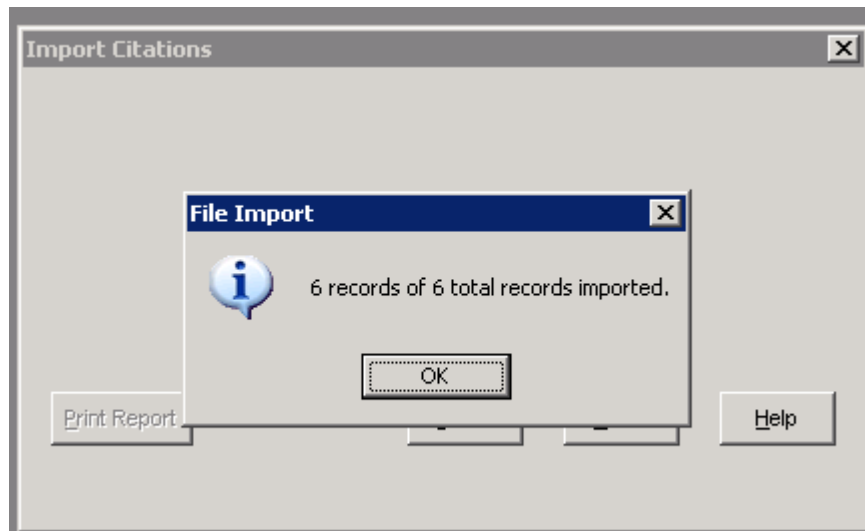 Import Citations
File Import
6 records of 6 total records imported.
OK
Print Report
Help